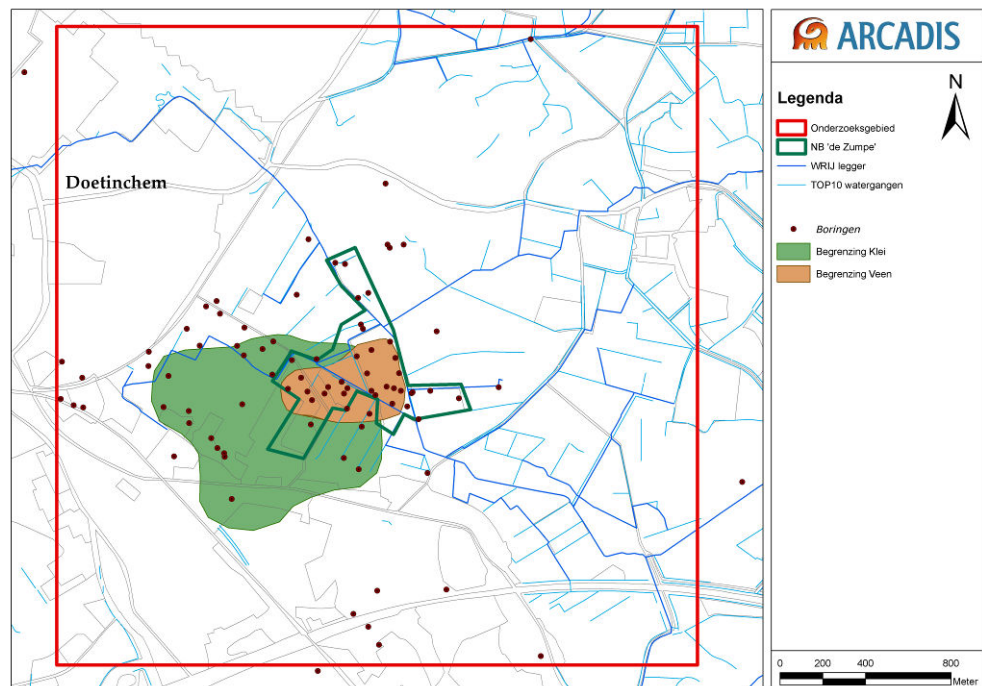 Doetinchem
ARCADIS
Legenda
N
Onderzoeksgebied
NB 'de Zumpe'
WRIJ legger
TOP10 watergangen
Boringen
Begrenzing Klei
Begrenzing Veen
0 200 400 800
Meter